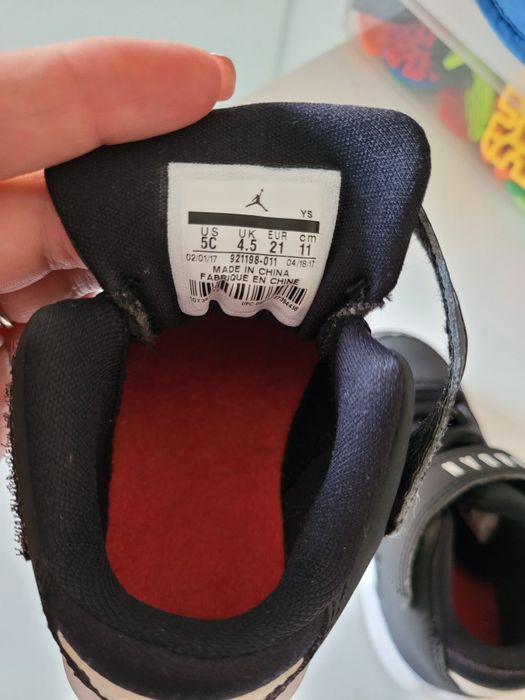 YS
US UK EUR cm
5C 4.5 21 11
02/01/17 921198-011 04/18/17
MADE IN CHINA
FABRIQUE EN CHINE
UPC